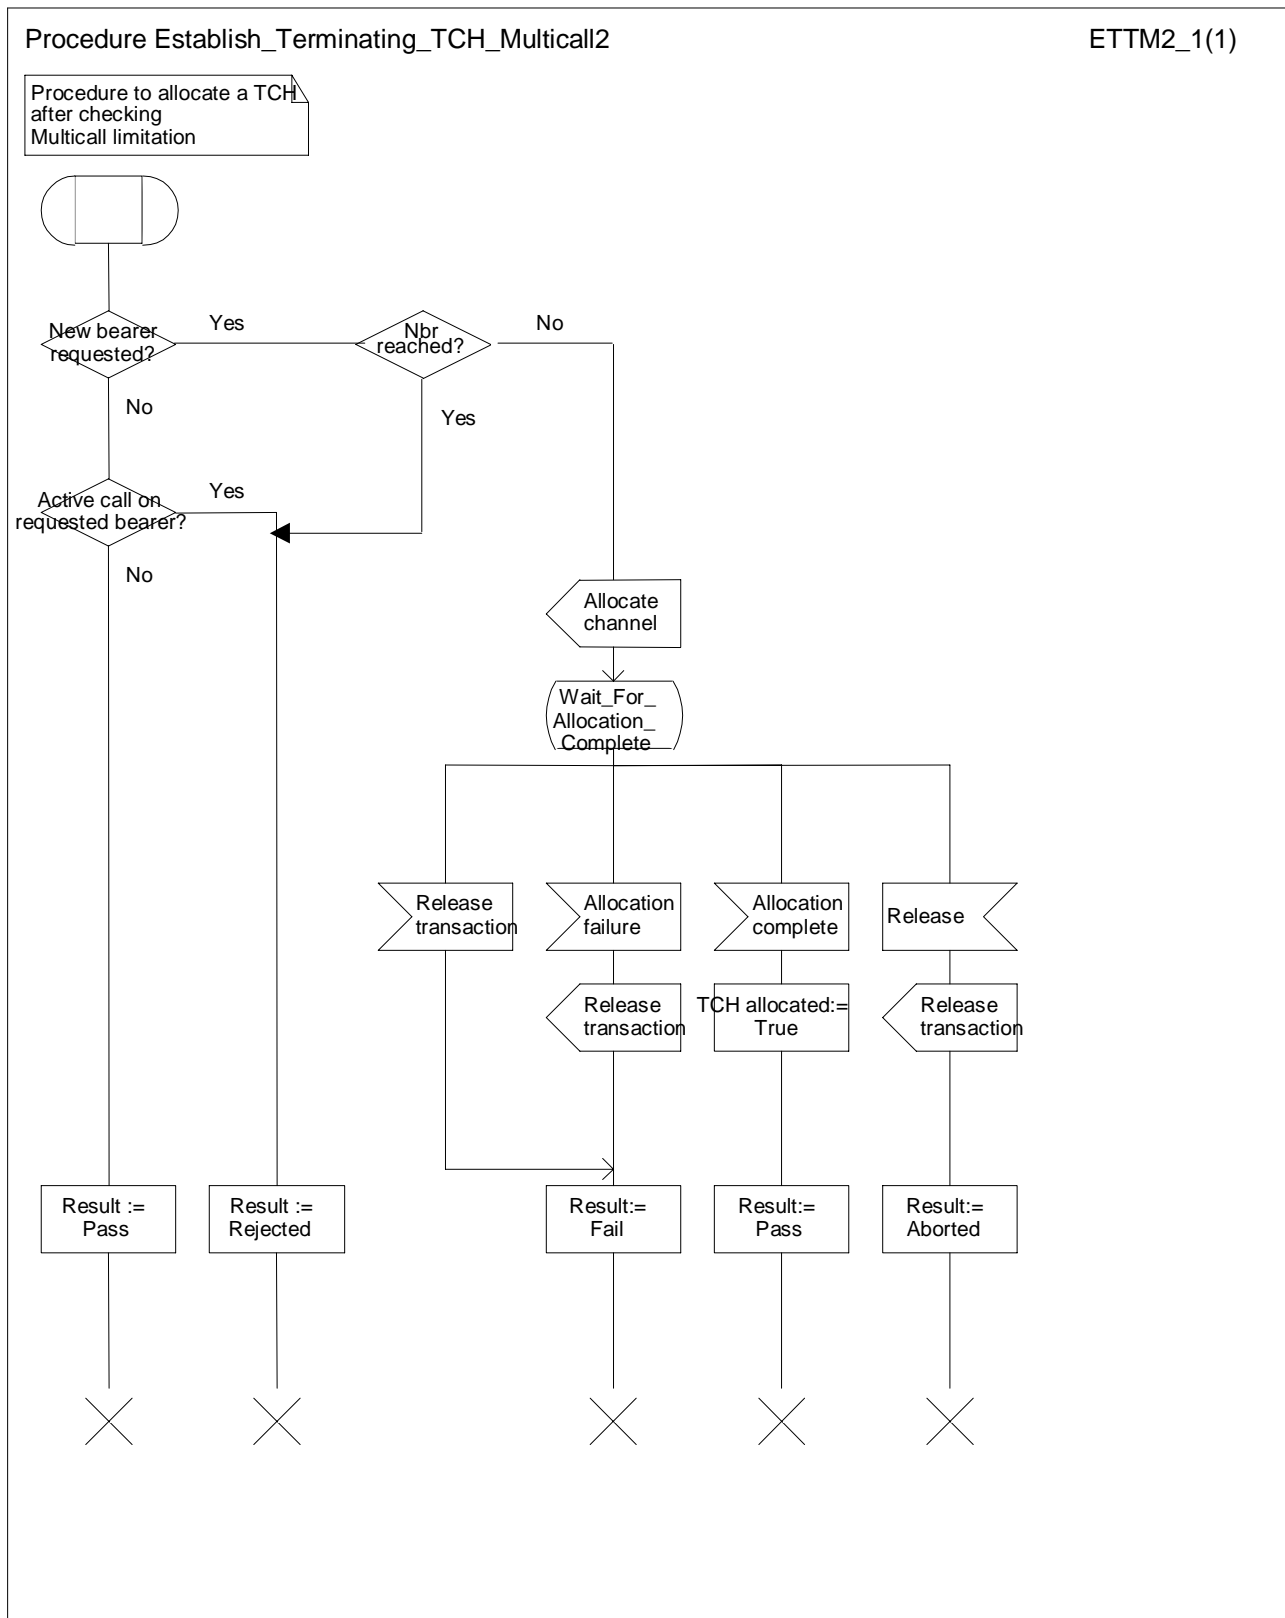 Procedure Establish_Terminating_TCH_Multicall2
ETTM2_1(1)
Procedure to allocate a TCH
after checking
Multicall limitation
New bearer
requested?
Yes
Nbr
reached?
No
No
Yes
Active call on
requested bearer?
Yes
No
Allocate
channel
Wait_For_
Allocation_
Complete
Release
transaction
Allocation
failure
Allocation
complete
Release
Release
transaction
TCH allocated:=
True
Release
transaction
Result :=
Pass
Result :=
Rejected
Result:=
Fail
Result:=
Pass
Result:=
Aborted